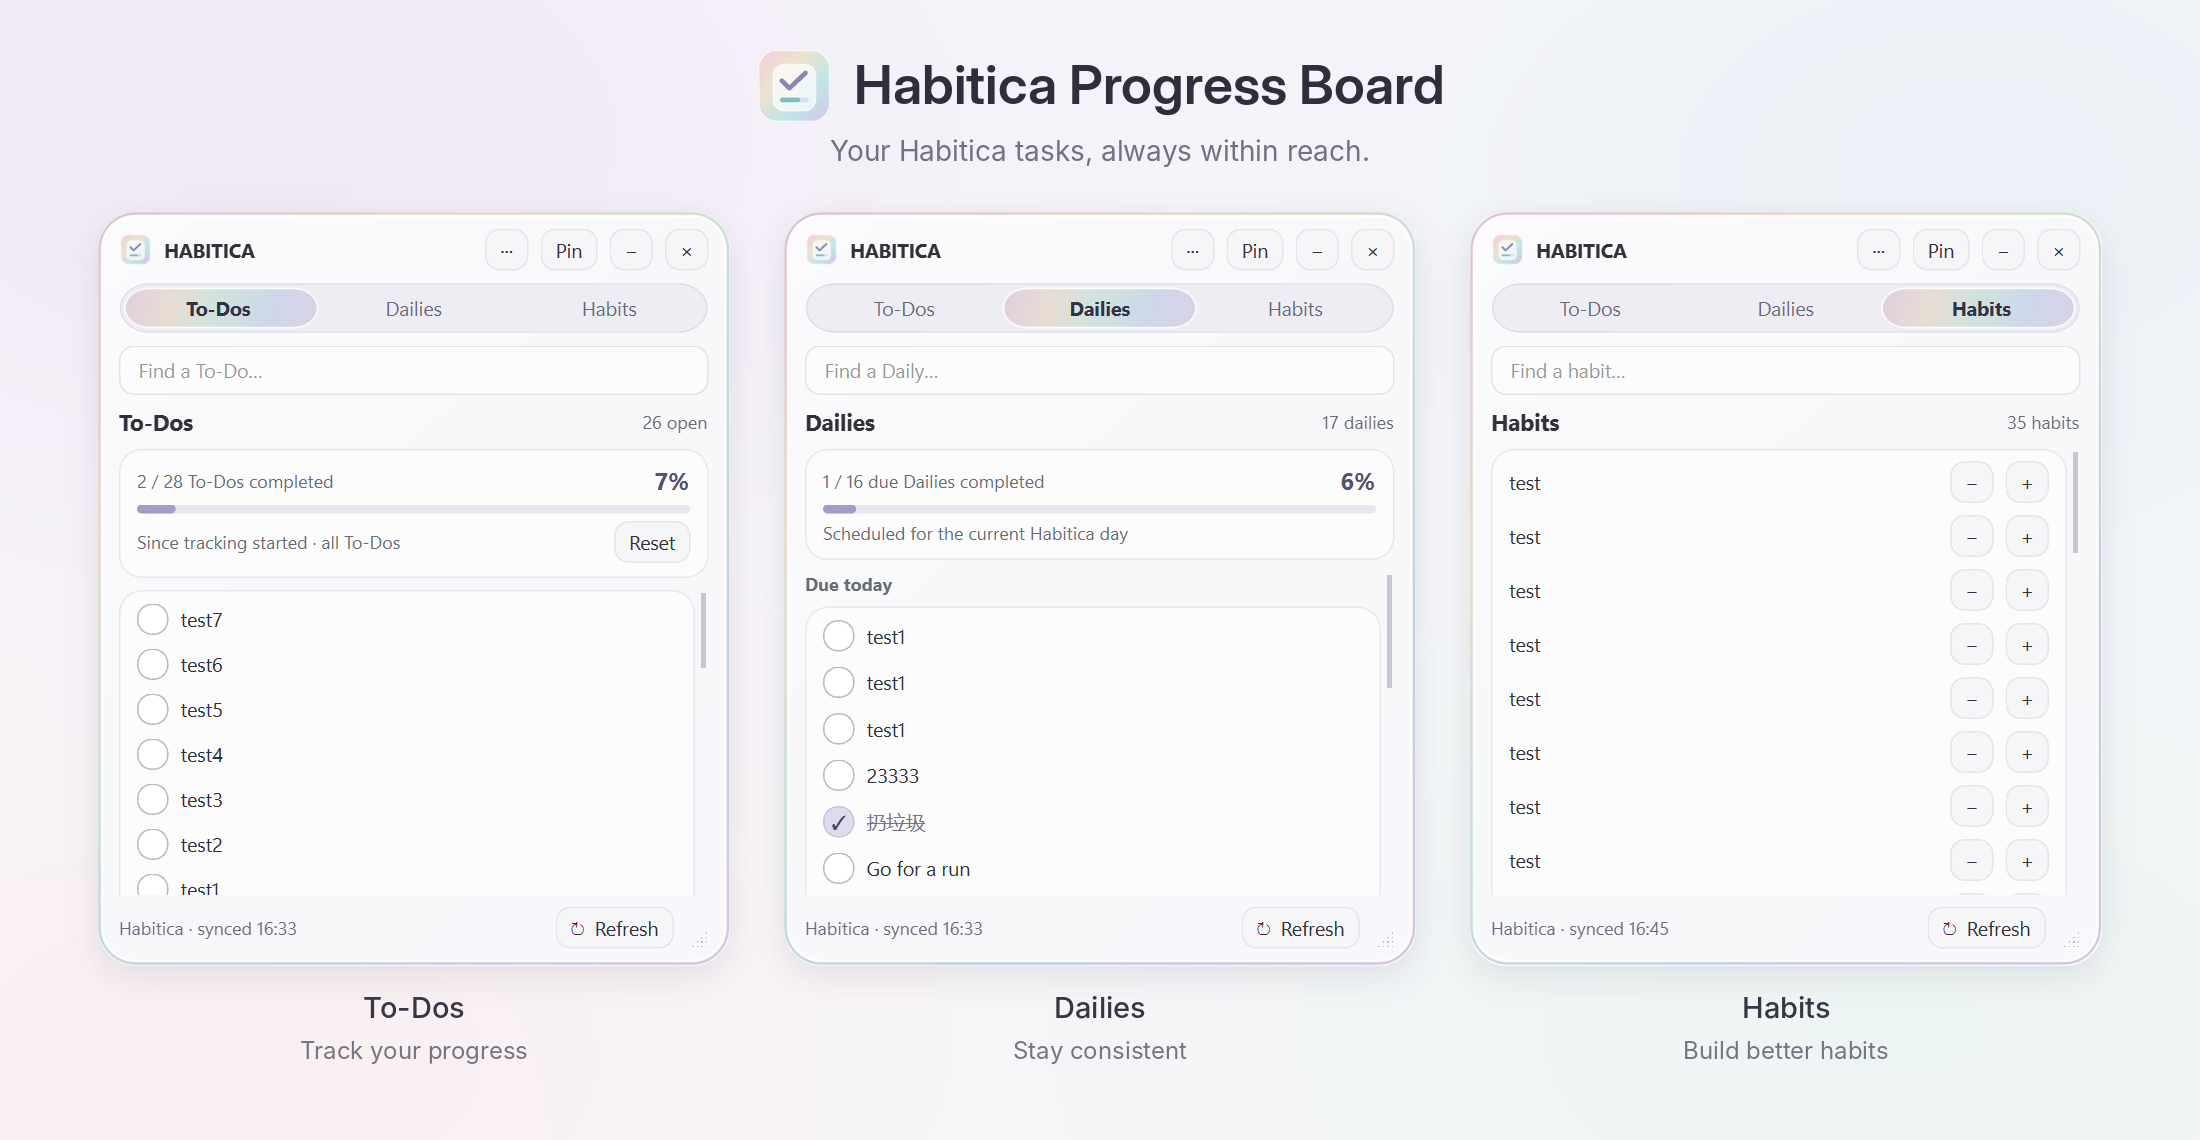 Habitica Progress Board
Your Habitica tasks, always within reach.
HABITICA
... Pin – ×
To-Dos Dailies Habits
Find a To-Do...
To-Dos 26 open
2 / 28 To-Dos completed 7%
Since tracking started · all To-Dos Reset
test7
test6
test5
test4
test3
test2
test1
Habitica · synced 16:33 ↻ Refresh
To-Dos
Track your progress
HABITICA
... Pin – ×
To-Dos Dailies Habits
Find a Daily...
Dailies 17 dailies
1 / 16 due Dailies completed 6%
Scheduled for the current Habitica day
Due today
test1
test1
test1
23333
✓ 扔垃圾
Go for a run
Habitica · synced 16:33 ↻ Refresh
Dailies
Stay consistent
HABITICA
... Pin – ×
To-Dos Dailies Habits
Find a habit...
Habits 35 habits
test – +
test – +
test – +
test – +
test – +
test – +
test – +
test – +
Habitica · synced 16:45 ↻ Refresh
Habits
Build better habits